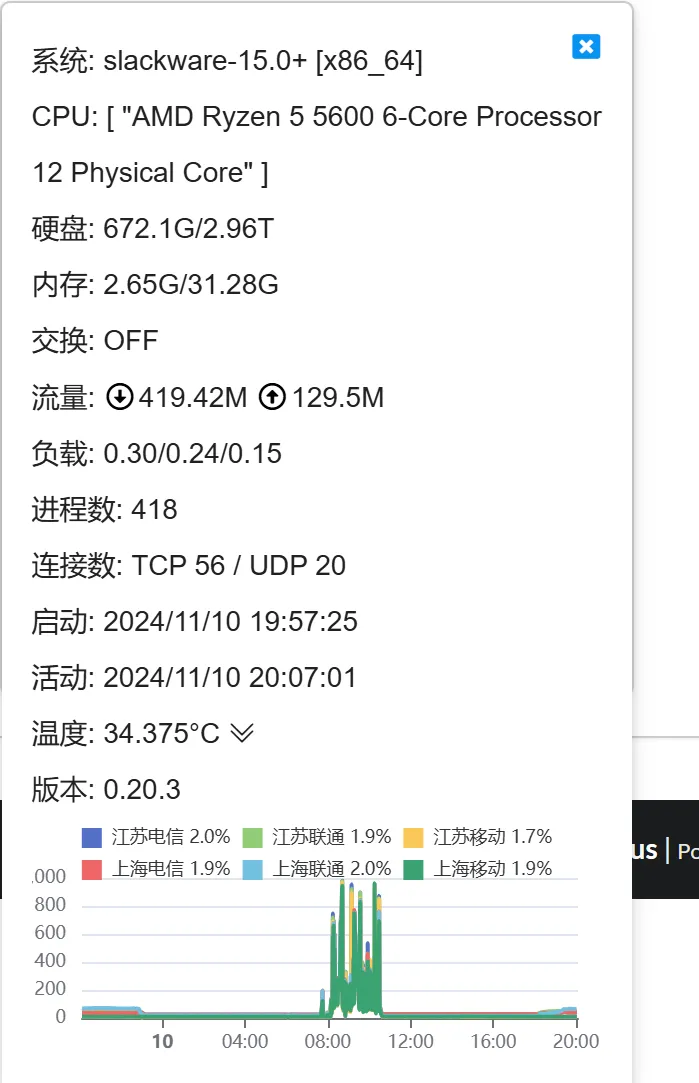 系统: slackware-15.0+ [x86_64]
CPU: [ "AMD Ryzen 5 5600 6-Core Processor
12 Physical Core" ]
硬盘: 672.1G/2.96T
内存: 2.65G/31.28G
交换: OFF
流量: 419.42M 129.5M
负载: 0.30/0.24/0.15
进程数: 418
连接数: TCP 56 / UDP 20
启动: 2024/11/10 19:57:25
活动: 2024/11/10 20:07:01
温度: 34.375°C
版本: 0.20.3
江苏电信 2.0% 江苏联通 1.9% 江苏移动 1.7%
us | Po
上海电信 1.9% 上海联通 2.0% 上海移动 1.9%
,000
800
600
400
200
0
10 04:00 08:00 12:00 16:00 20:00